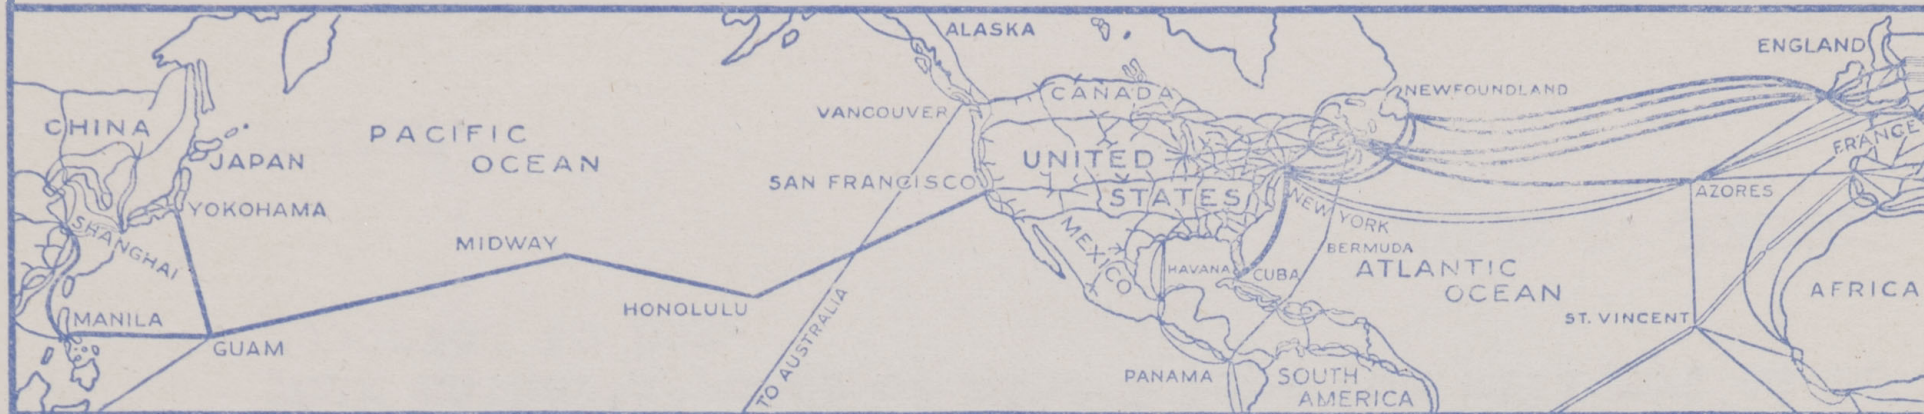 ALASKA
ENGLAND
CANADA
NEWFOUNDLAND
VANCOUVER
CHINA
PACIFIC
OCEAN
JAPAN
UNITED
STATES
FRANCE
SAN FRANCISCO
AZORES
YOKOHAMA
NEW YORK
SHANGHAI
MIDWAY
MEXICO
BERMUDA
HAVANA
CUBA
ATLANTIC
OCEAN
AFRICA
HONOLULU
MANILA
ST. VINCENT
GUAM
TO AUSTRALIA
PANAMA
SOUTH
AMERICA